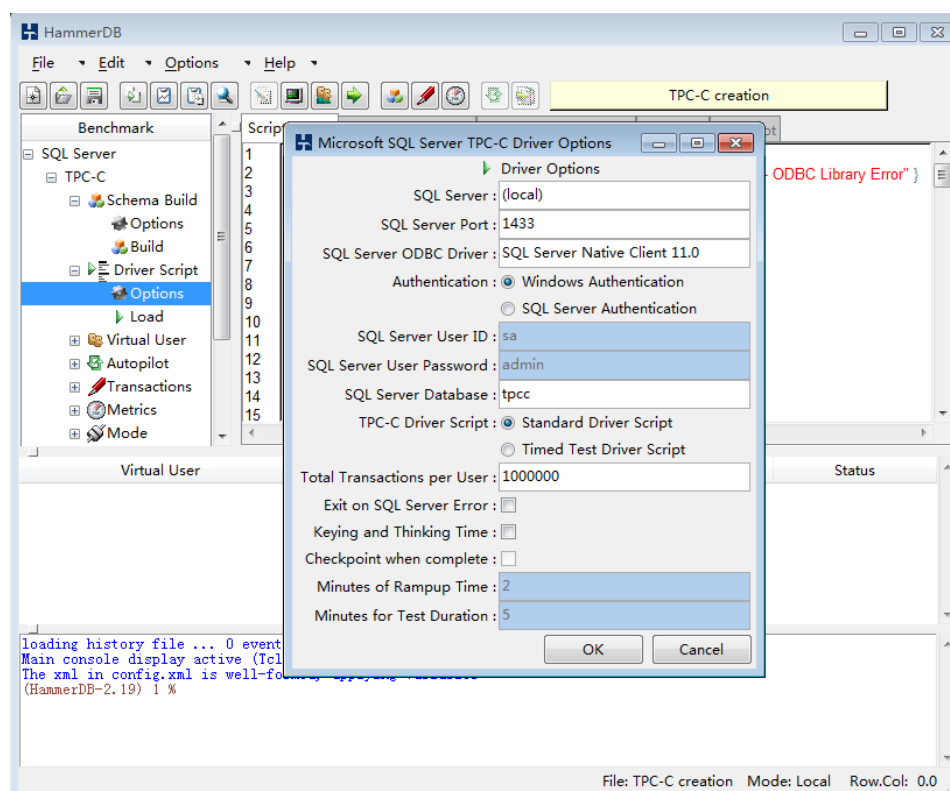 HammerDB
File Edit Options Help
TPC-C creation
Benchmark
SQL Server
TPC-C
Schema Build
Options
Build
Driver Script
Options
Load
Virtual User
Autopilot
Transactions
Metrics
Mode
Script
1
2
3
4
5
6
7
8
9
10
11
12
13
14
15
ODBC Library Error" }
Microsoft SQL Server TPC-C Driver Options
Driver Options
SQL Server : (local)
SQL Server Port : 1433
SQL Server ODBC Driver : SQL Server Native Client 11.0
Authentication : Windows Authentication
SQL Server Authentication
SQL Server User ID : sa
SQL Server User Password : admin
SQL Server Database : tpcc
TPC-C Driver Script : Standard Driver Script
Timed Test Driver Script
Total Transactions per User : 1000000
Exit on SQL Server Error :
Keying and Thinking Time :
Checkpoint when complete :
Minutes of Rampup Time : 2
Minutes for Test Duration : 5
OK Cancel
Virtual User
Status
loading history file ... 0 event
Main console display active (Tcl
The xml in config.xml is well-fo
(HammerDB-2.19) 1 %
File: TPC-C creation Mode: Local Row.Col: 0.0